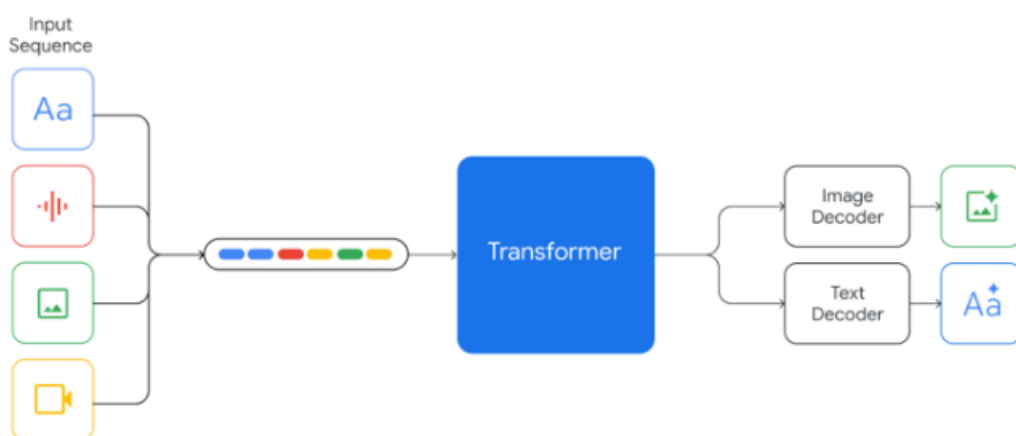 Input
Sequence
Aa
Transformer
Image
Decoder
Text
Decoder
Aa